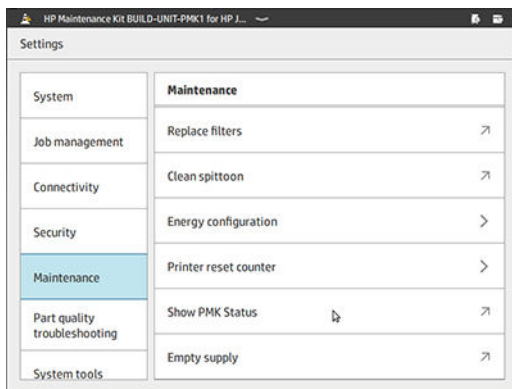 HP Maintenance Kit BUILD-UNIT-PMK1 for HP J...
Settings
System
Job management
Connectivity
Security
Maintenance
Part quality
troubleshooting
System tools
Maintenance
Replace filters
Clean spittoon
Energy configuration
Printer reset counter
Show PMK Status
Empty supply